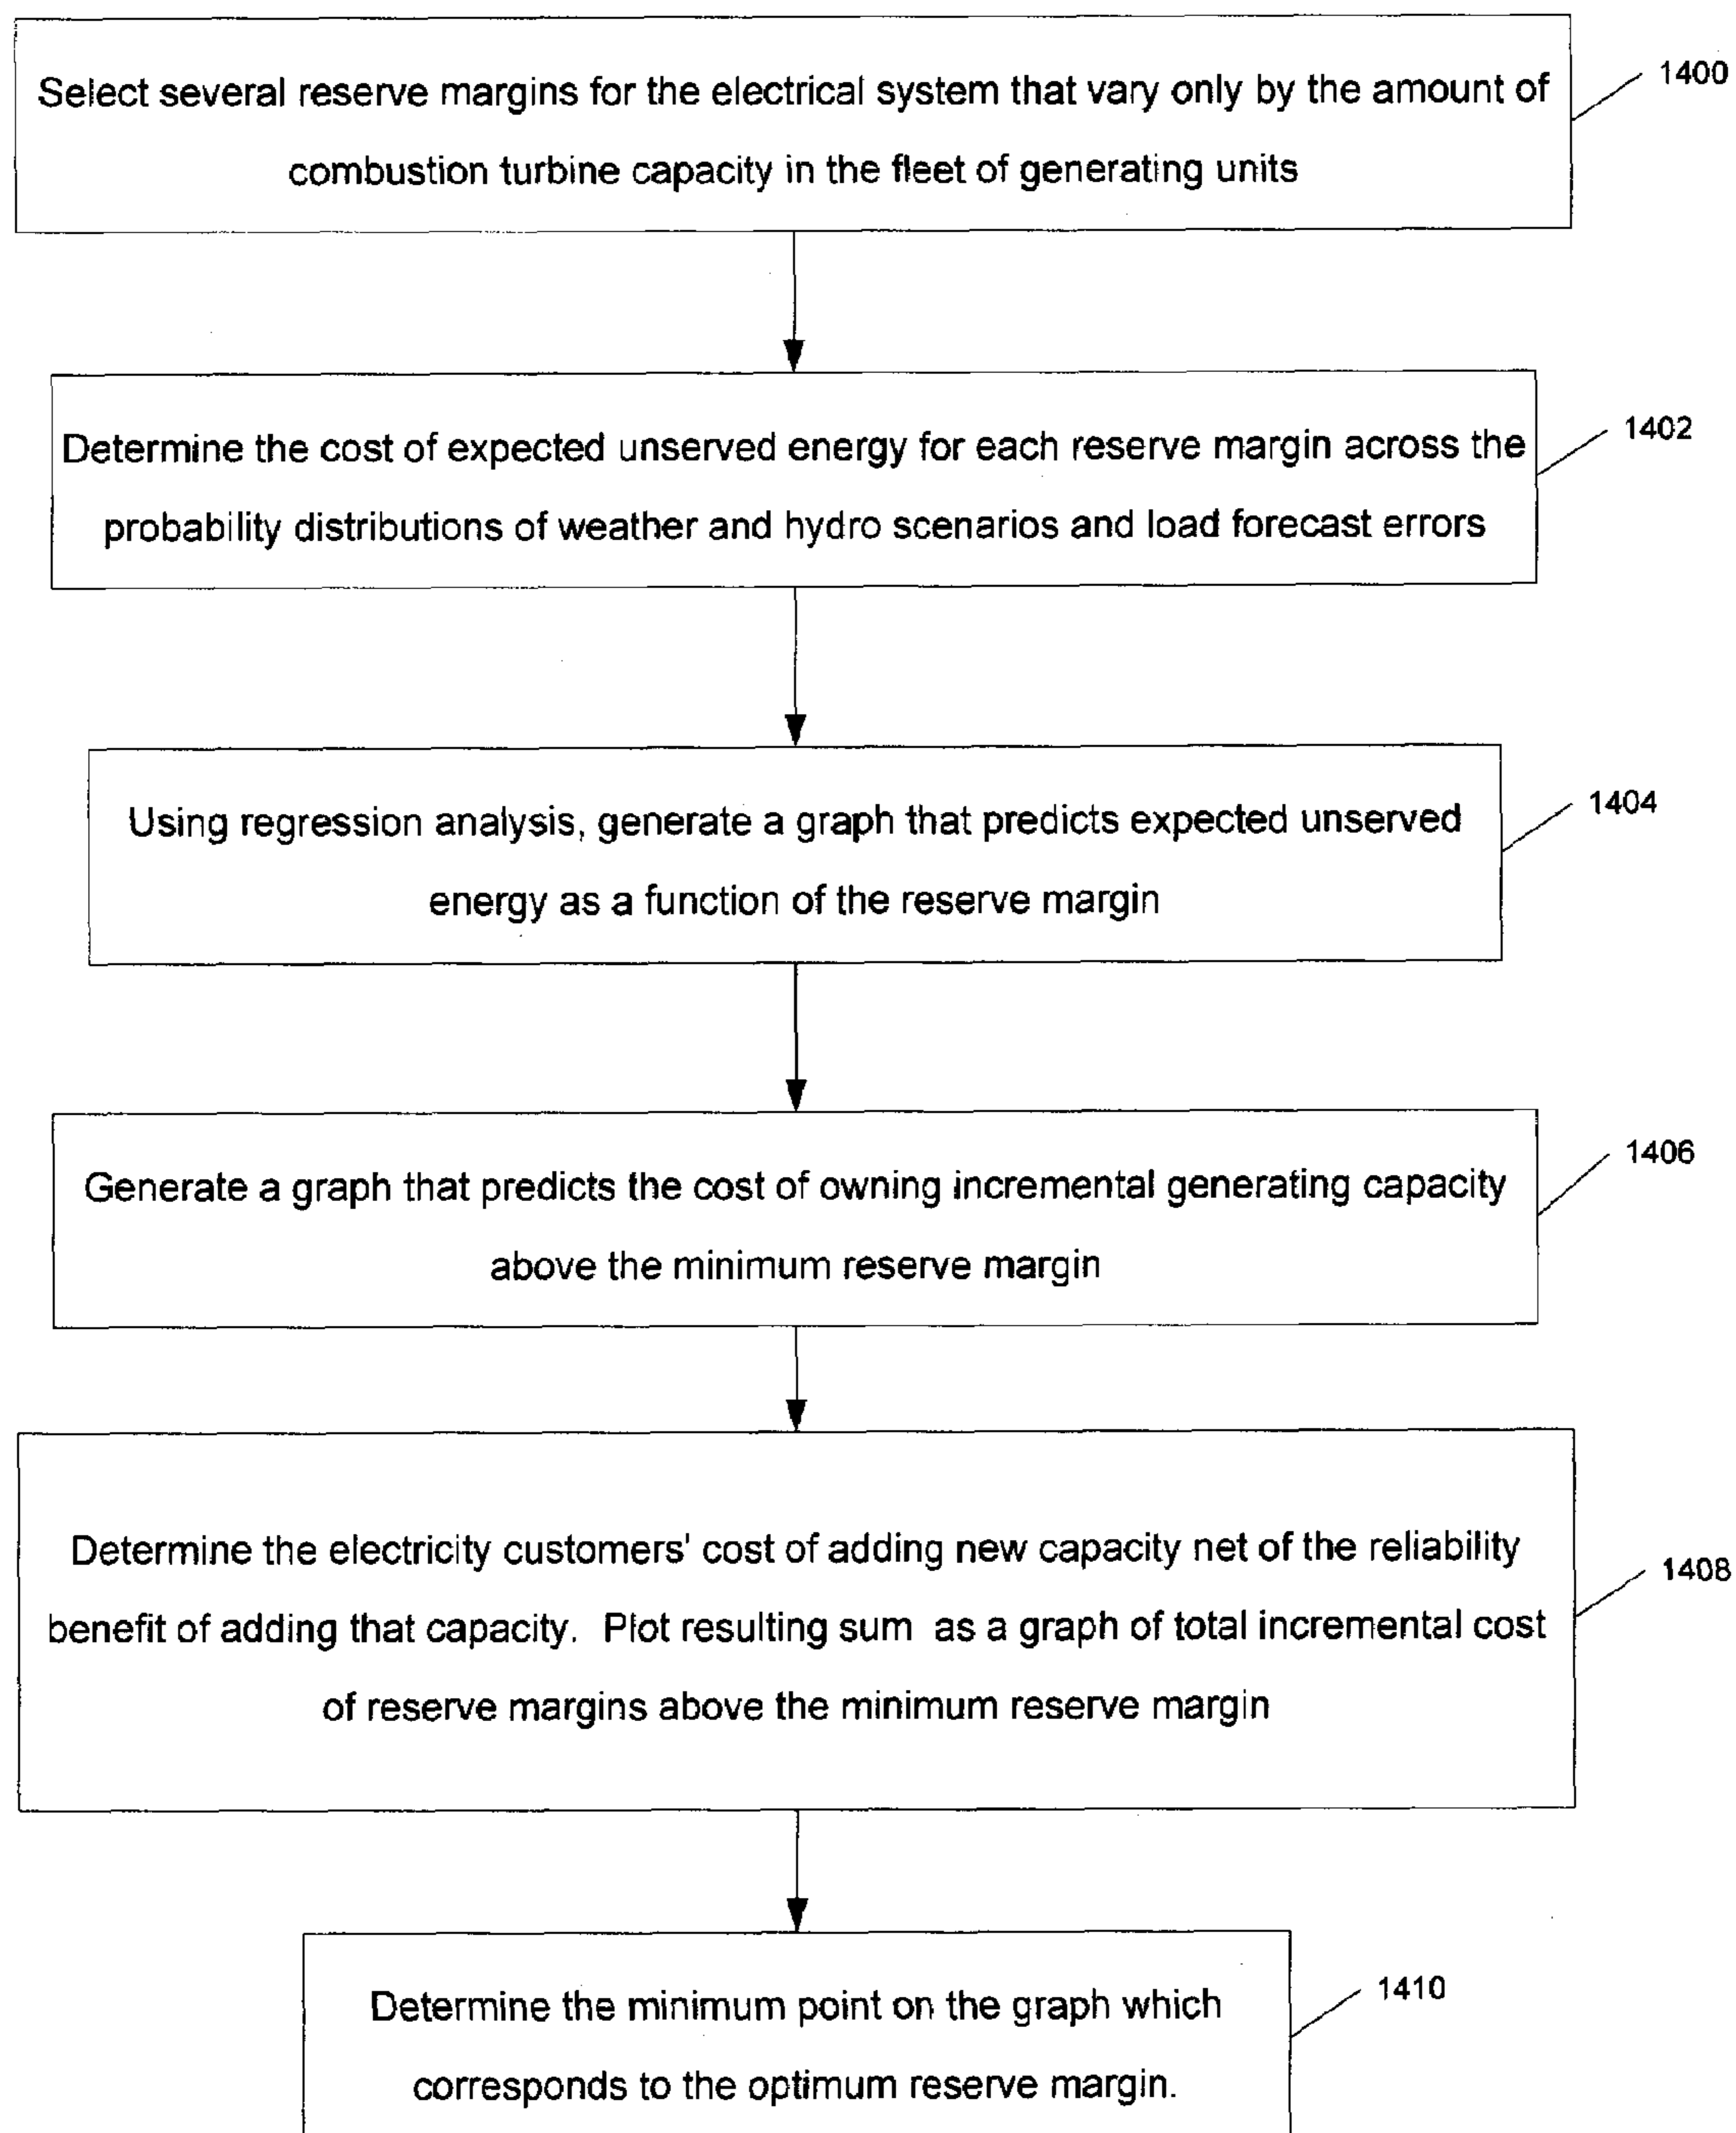 Select several reserve margins for the electrical system that vary only by the amount of
combustion turbine capacity in the fleet of generating units
1400
Determine the cost of expected unserved energy for each reserve margin across the
probability distributions of weather and hydro scenarios and load forecast errors
1402
Using regression analysis, generate a graph that predicts expected unserved
energy as a function of the reserve margin
1404
Generate a graph that predicts the cost of owning incremental generating capacity
above the minimum reserve margin
1406
Determine the electricity customers' cost of adding new capacity net of the reliability
benefit of adding that capacity. Plot resulting sum as a graph of total incremental cost
of reserve margins above the minimum reserve margin
1408
Determine the minimum point on the graph which
corresponds to the optimum reserve margin.
1410